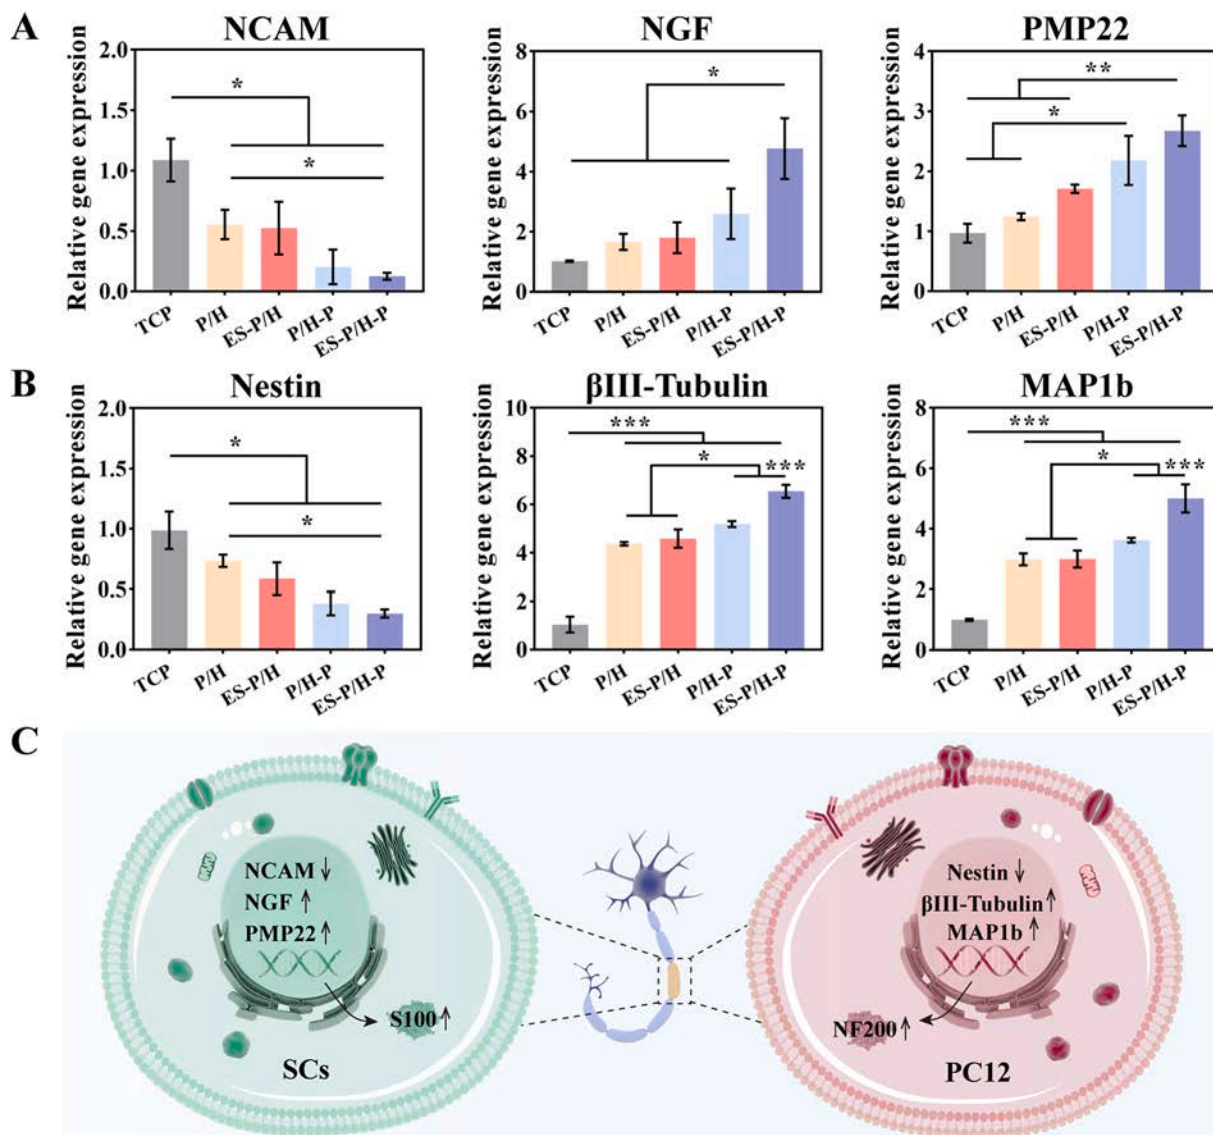 A
NCAM
NGF
PMP22
Relative gene expression
2.0
1.5
1.0
0.5
0.0
*
*
TCP
P/H
ES-P/H
P/H-P
ES-P/H-P
Relative gene expression
8
6
4
2
0
*
TCP
P/H
ES-P/H
P/H-P
ES-P/H-P
Relative gene expression
4
3
2
1
0
**
*
TCP
P/H
ES-P/H
P/H-P
ES-P/H-P
B
Nestin
βIII-Tubulin
MAP1b
Relative gene expression
2.0
1.5
1.0
0.5
0.0
*
*
TCP
P/H
ES-P/H
P/H-P
ES-P/H-P
Relative gene expression
10
8
6
4
2
0
***
*
***
TCP
P/H
ES-P/H
P/H-P
ES-P/H-P
Relative gene expression
8
6
4
2
0
***
*
***
TCP
P/H
ES-P/H
P/H-P
ES-P/H-P
C
NCAM↓
NGF↑
PMP22↑
S100↑
SCs
Nestin↓
βIII-Tubulin↑
MAP1b↑
NF200↑
PC12